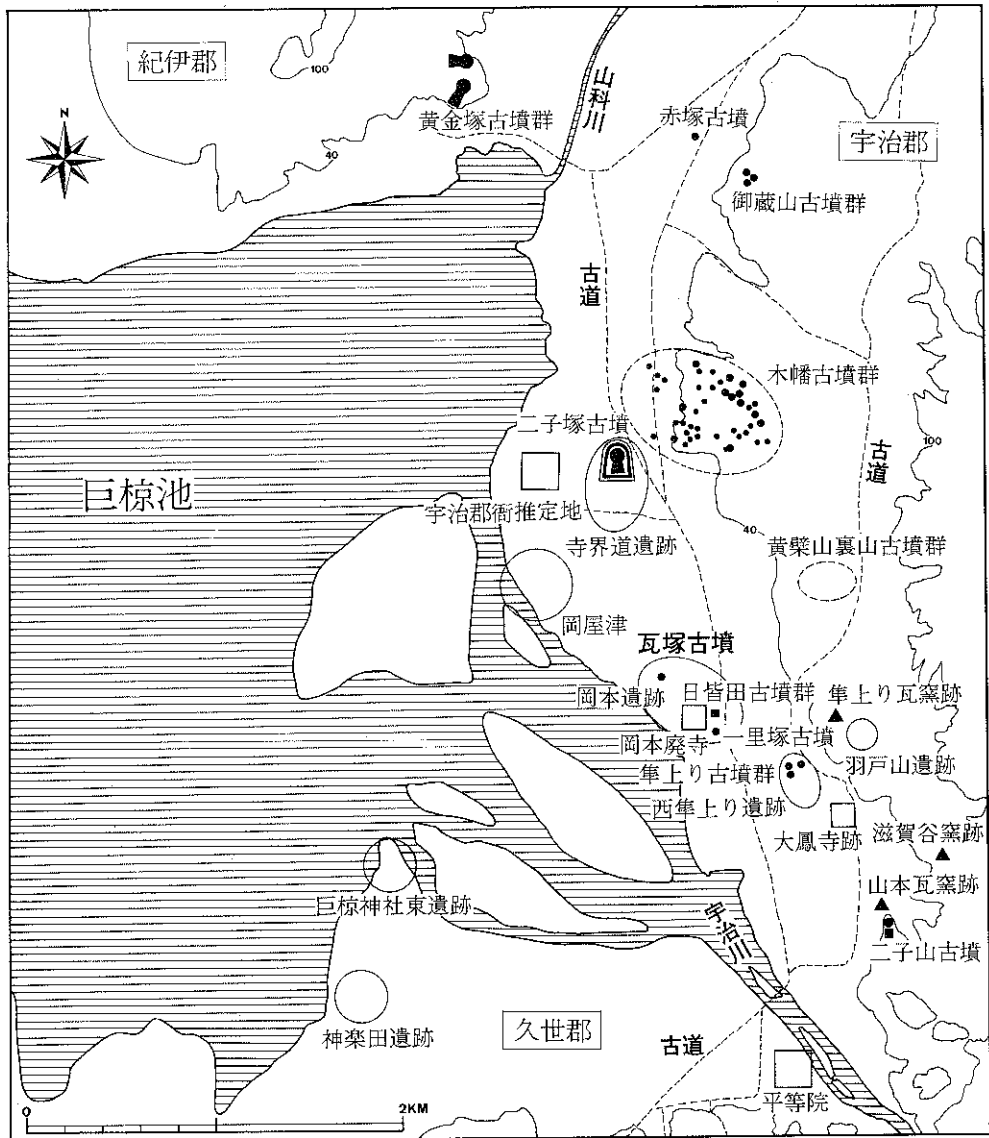 紀伊郡
100
N
黄金塚古墳群
40
山科川
赤塚古墳
宇治郡
御蔵山古墳群
古道
木幡古墳群
二子塚古墳
100
古道
巨椋池
宇治郡衙推定地
寺界道遺跡
40
黄檗山裏山古墳群
岡屋津
瓦塚古墳
岡本遺跡
日皆田古墳群
隼上り瓦窯跡
岡本廃寺
一里塚古墳
羽戸山遺跡
隼上り古墳群
西隼上り遺跡
大鳳寺跡
滋賀谷窯跡
山本瓦窯跡
巨椋神社東遺跡
宇治川
二子山古墳
神楽田遺跡
久世郡
古道
平等院
0
2KM